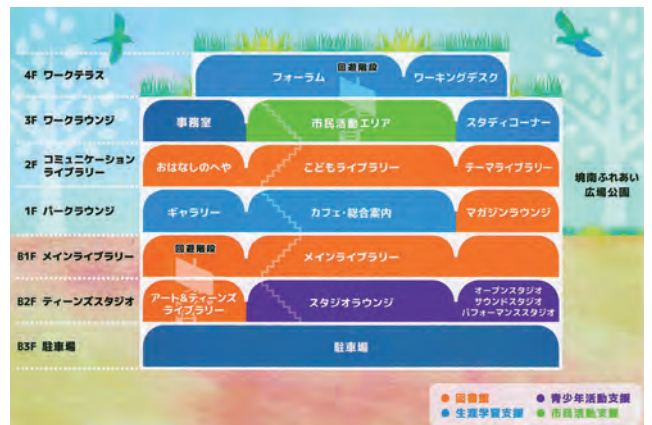 4F ワークテラス
フォーラム
回遊階段
ワーキングデスク
3F ワークラウンジ
事務室
市民活動エリア
スタディコーナー
2F コミュニケーション
ライブラリー
おはなしのへや
こどもライブラリー
テーマライブラリー
1F パークラウンジ
ギャラリー
カフェ・総合案内
マガジンラウンジ
境南ふれあい
広場公園
B1F メインライブラリー
回遊階段
メインライブラリー
B2F ティーンズスタジオ
アート&ティーンズ
ライブラリー
スタジオラウンジ
オープンスタジオ
サウンドスタジオ
パフォーマンススタジオ
B3F 駐車場
駐車場
図書館
青少年活動支援
生涯学習支援
市民活動支援